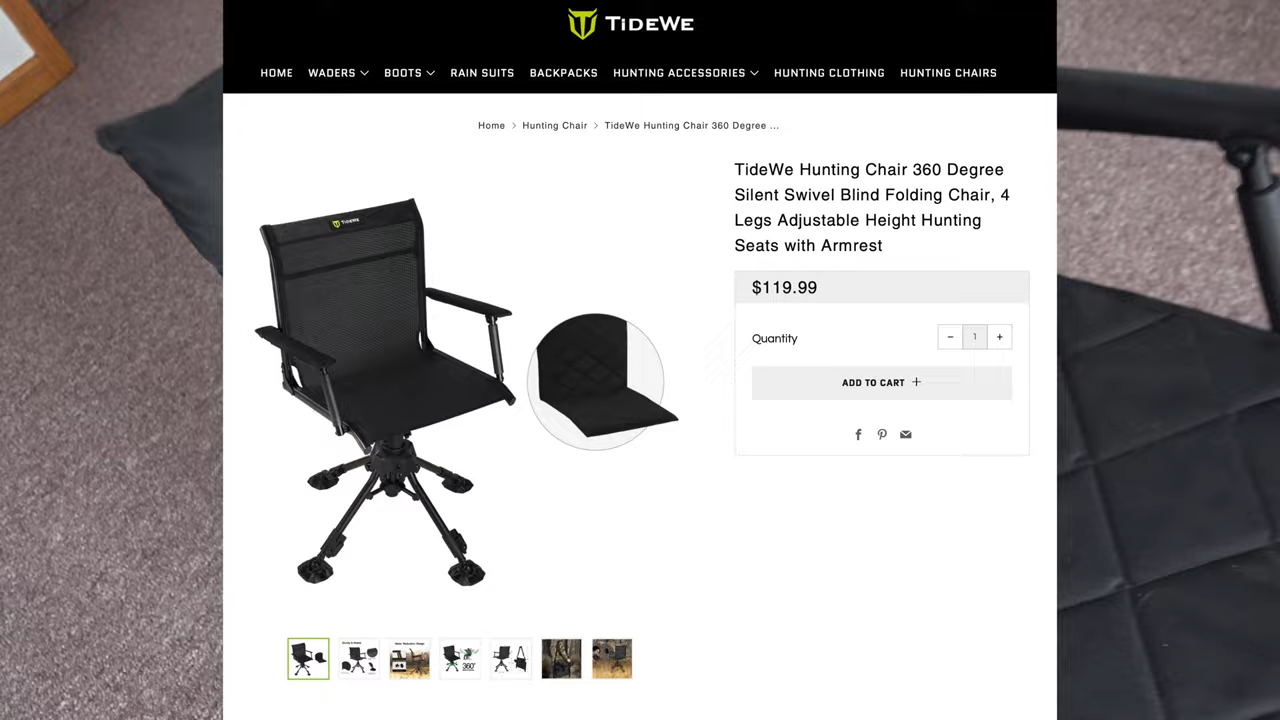 TIDEWE
HOME WADERS BOOTS RAIN SUITS BACKPACKS HUNTING ACCESSORIES HUNTING CLOTHING HUNTING CHAIRS
Home > Hunting Chair > TideWe Hunting Chair 360 Degree ...
TideWe Hunting Chair 360 Degree
Silent Swivel Blind Folding Chair, 4
Legs Adjustable Height Hunting
Seats with Armrest
$119.99
Quantity − 1 +
ADD TO CART +
TIDEWE
360°